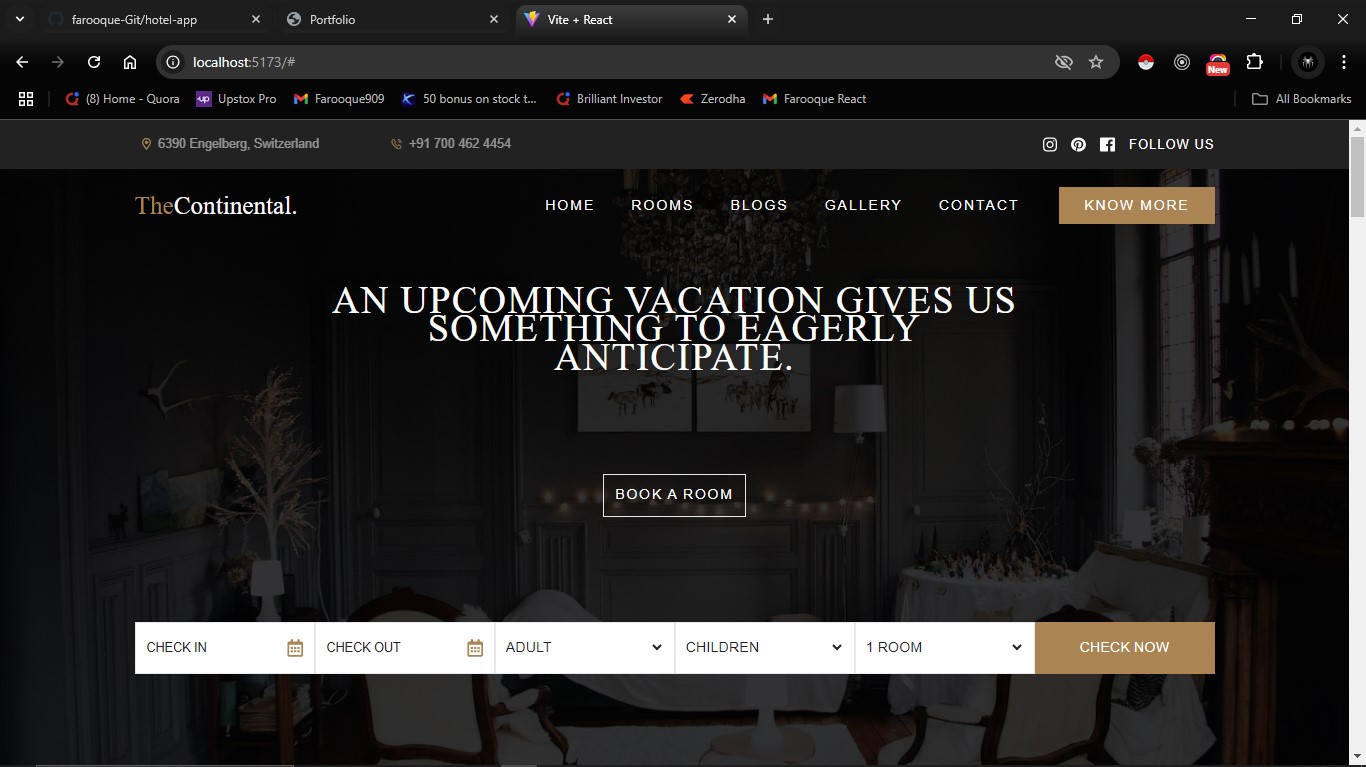 farooque-Git/hotel-app
Portfolio
Vite + React
localhost:5173/#
New
(8) Home - Quora
up
Upstox Pro
Farooque909
50 bonus on stock t...
Brilliant Investor
Zerodha
Farooque React
All Bookmarks
6390 Engelberg, Switzerland
+91 700 462 4454
FOLLOW US
TheContinental.
HOME
ROOMS
BLOGS
GALLERY
CONTACT
KNOW MORE
AN UPCOMING VACATION GIVES US
SOMETHING TO EAGERLY
ANTICIPATE.
BOOK A ROOM
CHECK IN
CHECK OUT
ADULT
CHILDREN
1 ROOM
CHECK NOW